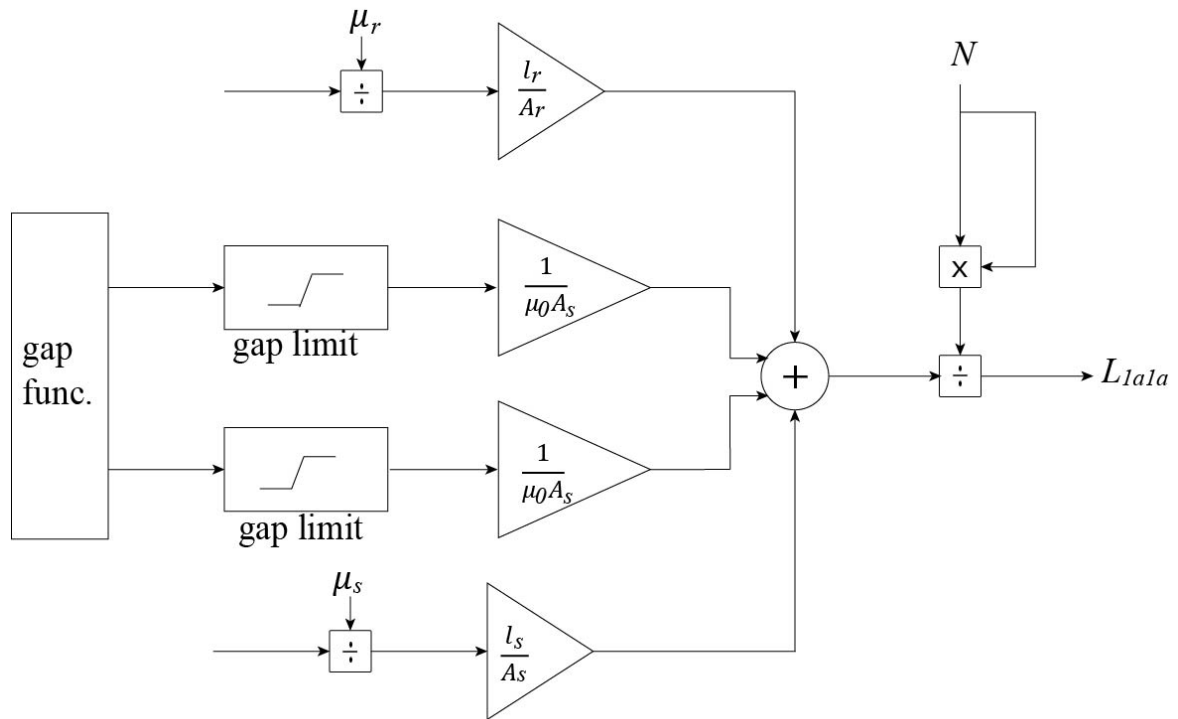 μr
÷
lr
Ar
N
1
μ0As
x
gap
func.
gap limit
+
÷
L1a1a
1
μ0As
gap limit
μs
÷
ls
As